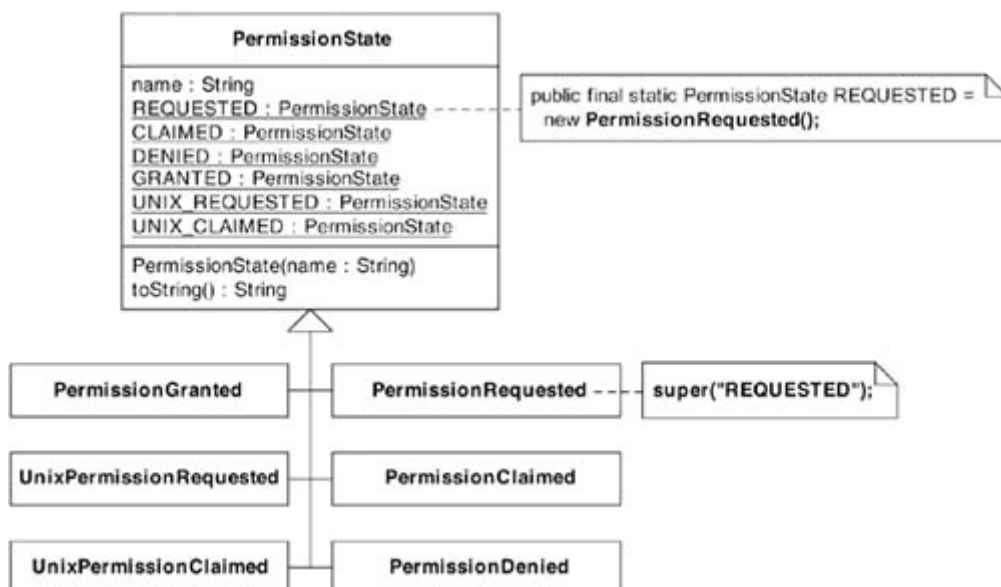 PermissionState
name : String
REQUESTED : PermissionState
CLAIMED : PermissionState
DENIED : PermissionState
GRANTED : PermissionState
UNIX_REQUESTED : PermissionState
UNIX_CLAIMED : PermissionState
PermissionState(name : String)
toString() : String
public final static PermissionState REQUESTED =
new PermissionRequested();
PermissionGranted
PermissionRequested
super("REQUESTED");
UnixPermissionRequested
PermissionClaimed
UnixPermissionClaimed
PermissionDenied